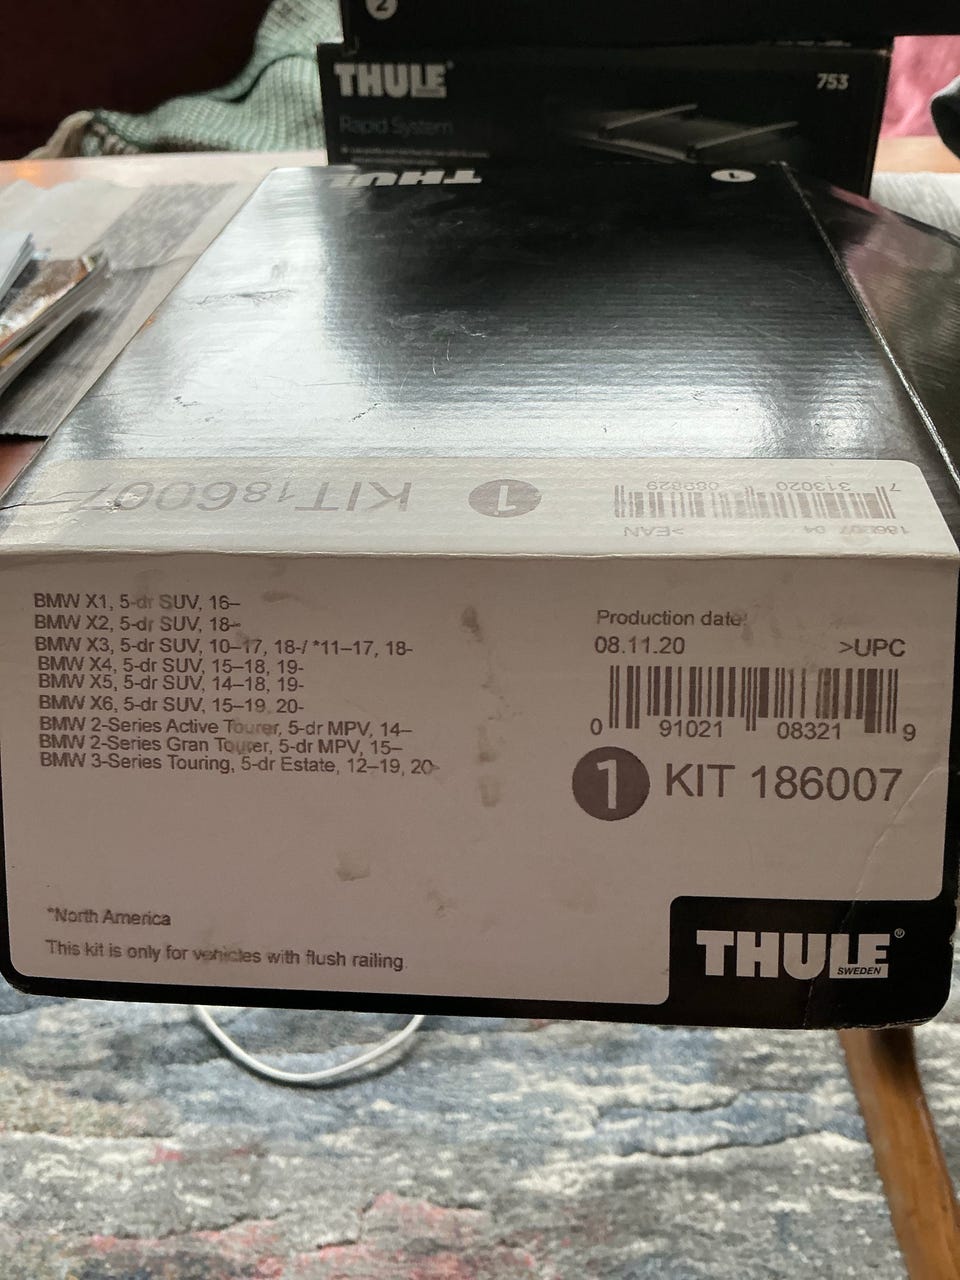 2
THULE®
753
Rapid System
THULE
1
KIT 186007
1
7 313020 089829
>EAN
186007 04
BMW X1, 5-dr SUV, 16–
BMW X2, 5-dr SUV, 18–
BMW X3, 5-dr SUV, 10–17, 18-/ *11–17, 18-
BMW X4, 5-dr SUV, 15–18, 19-
BMW X5, 5-dr SUV, 14–18, 19-
BMW X6, 5-dr SUV, 15–19, 20-
BMW 2-Series Active Tourer, 5-dr MPV, 14–
BMW 2-Series Gran Tourer, 5-dr MPV, 15–
BMW 3-Series Touring, 5-dr Estate, 12–19, 20-
Production date:
08.11.20
>UPC
0 91021 08321 9
1 KIT 186007
*North America
This kit is only for vehicles with flush railing.
THULE®
SWEDEN